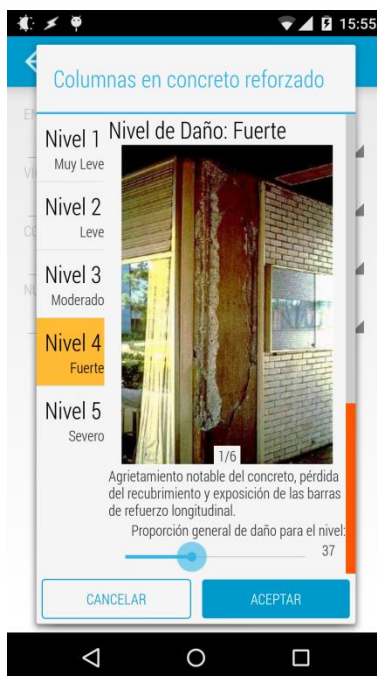 15:55
Columnas en concreto reforzado
Nivel 1
Muy Leve
Nivel 2
Leve
Nivel 3
Moderado
Nivel 4
Fuerte
Nivel 5
Severo
Nivel de Daño: Fuerte
1/6
Agrietamiento notable del concreto, pérdida
del recubrimiento y exposición de las barras
de refuerzo longitudinal.
Proporción general de daño para el nivel:
37
CANCELAR
ACEPTAR